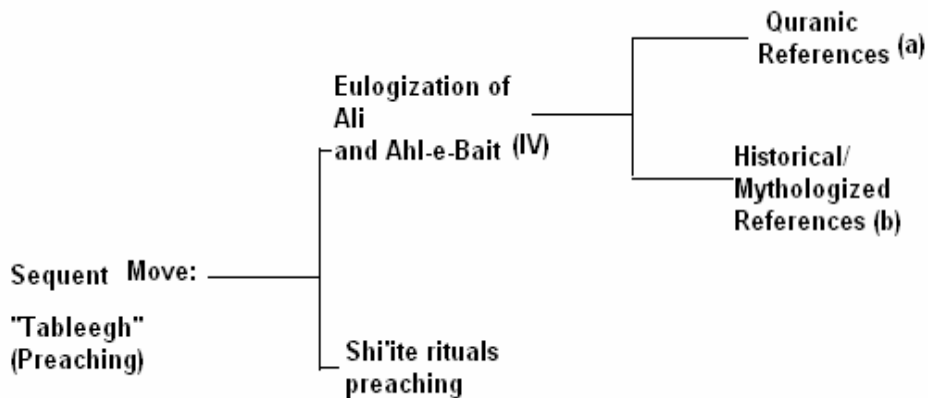 Quranic
References (a)
Eulogization of
Ali
and Ahl-e-Bait (IV)
Historical/
Mythologized
References (b)
Sequent Move:
"Tableegh"
(Preaching)
Shi'ite rituals
preaching